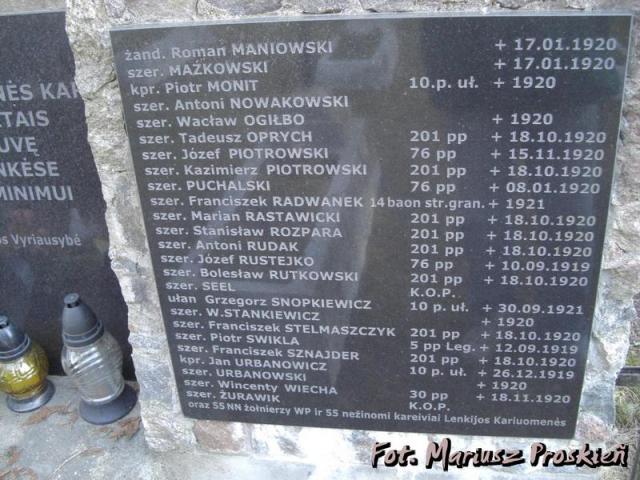 NĖS KAR
ETAIS
UVĘ
NKĖSE
MINIMUI
os Vyriausybė
żand. Roman MANIOWSKI + 17.01.1920
szer. MAŹKOWSKI + 17.01.1920
kpr. Piotr MONIT 10.p. uł. + 1920
szer. Antoni NOWAKOWSKI
szer. Wacław OGIŁBO + 1920
szer. Tadeusz OPRYCH 201 pp + 18.10.1920
szer. Józef PIOTROWSKI 76 pp + 15.11.1920
szer. Kazimierz PIOTROWSKI 201 pp + 18.10.1920
szer. PUCHALSKI 76 pp + 08.01.1920
szer. Franciszek RADWANEK 14 baon str.gran. + 1921
szer. Marian RASTAWICKI 201 pp + 18.10.1920
szer. Stanisław ROZPARA 201 pp + 18.10.1920
szer. Antoni RUDAK 201 pp + 18.10.1920
szer. Józef RUSTEJKO 76 pp + 10.09.1919
szer. Bolesław RUTKOWSKI 201 pp + 18.10.1920
szer. SEEL K.O.P.
ułan Grzegorz SNOPKIEWICZ 10 p. uł. + 30.09.1921
szer. W.STANKIEWICZ + 1920
szer. Franciszek STELMASZCZYK 201 pp + 18.10.1920
szer. Piotr SWIKLA 5 pp Leg. + 12.09.1919
szer. Franciszek SZNAJDER 201 pp + 18.10.1920
kpr. Jan URBANOWICZ 10 p. uł. + 26.12.1919
szer. URBANOWSKI + 1920
szer. Wincenty WIECHA 30 pp + 18.11.1920
szer. ŻURAWIK K.O.P.
oraz 55 NN żołnierzy WP ir 55 nežinomi kareiviai Lenkijos Kariuomenės
Fot. Mariusz Proskień